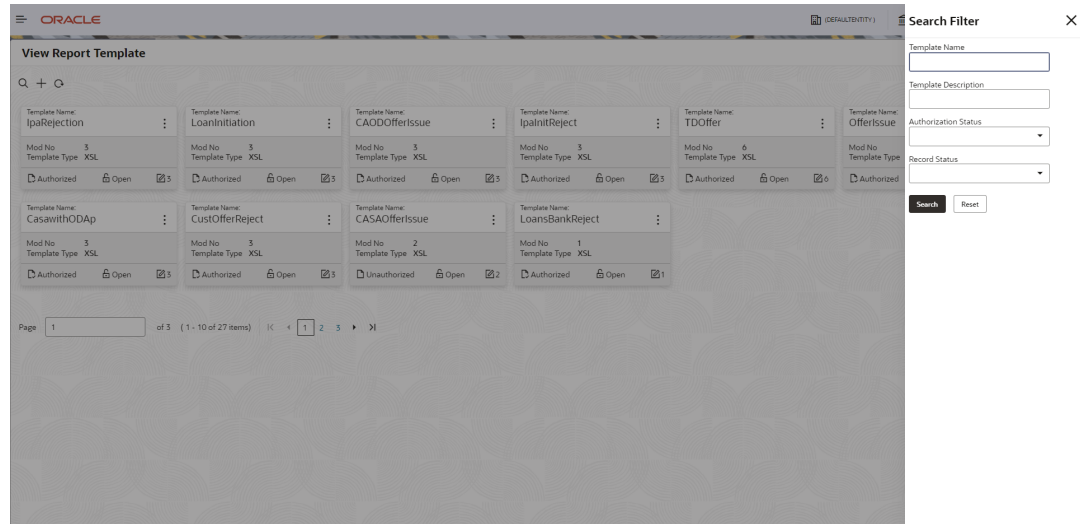 ORACLE
(DEFAULTENTITY)
Search Filter
View Report Template
Template Name
Template Description
Authorization Status
Record Status
Search Reset
Template Name: Template Name: Template Name: Template Name: Template Name: Template Name:
IpaRejection LoanInitiation CAODOfferIssue IpaInitReject TDOffer OfferIssue
Mod No 3 Mod No 3 Mod No 3 Mod No 3 Mod No 6 Mod No
Template Type XSL Template Type XSL Template Type XSL Template Type XSL Template Type XSL Template Type
Authorized Open 3 Authorized Open 3 Authorized Open 3 Authorized Open 3 Authorized Open 6 Authorized
Template Name: Template Name: Template Name: Template Name:
CasawithODAp CustOfferReject CASAOfferIssue LoansBankReject
Mod No 3 Mod No 3 Mod No 2 Mod No 1
Template Type XSL Template Type XSL Template Type XSL Template Type XSL
Authorized Open 3 Authorized Open 3 Unauthorized Open 2 Authorized Open 1
Page 1 of 3 (1 - 10 of 27 items) 1 2 3